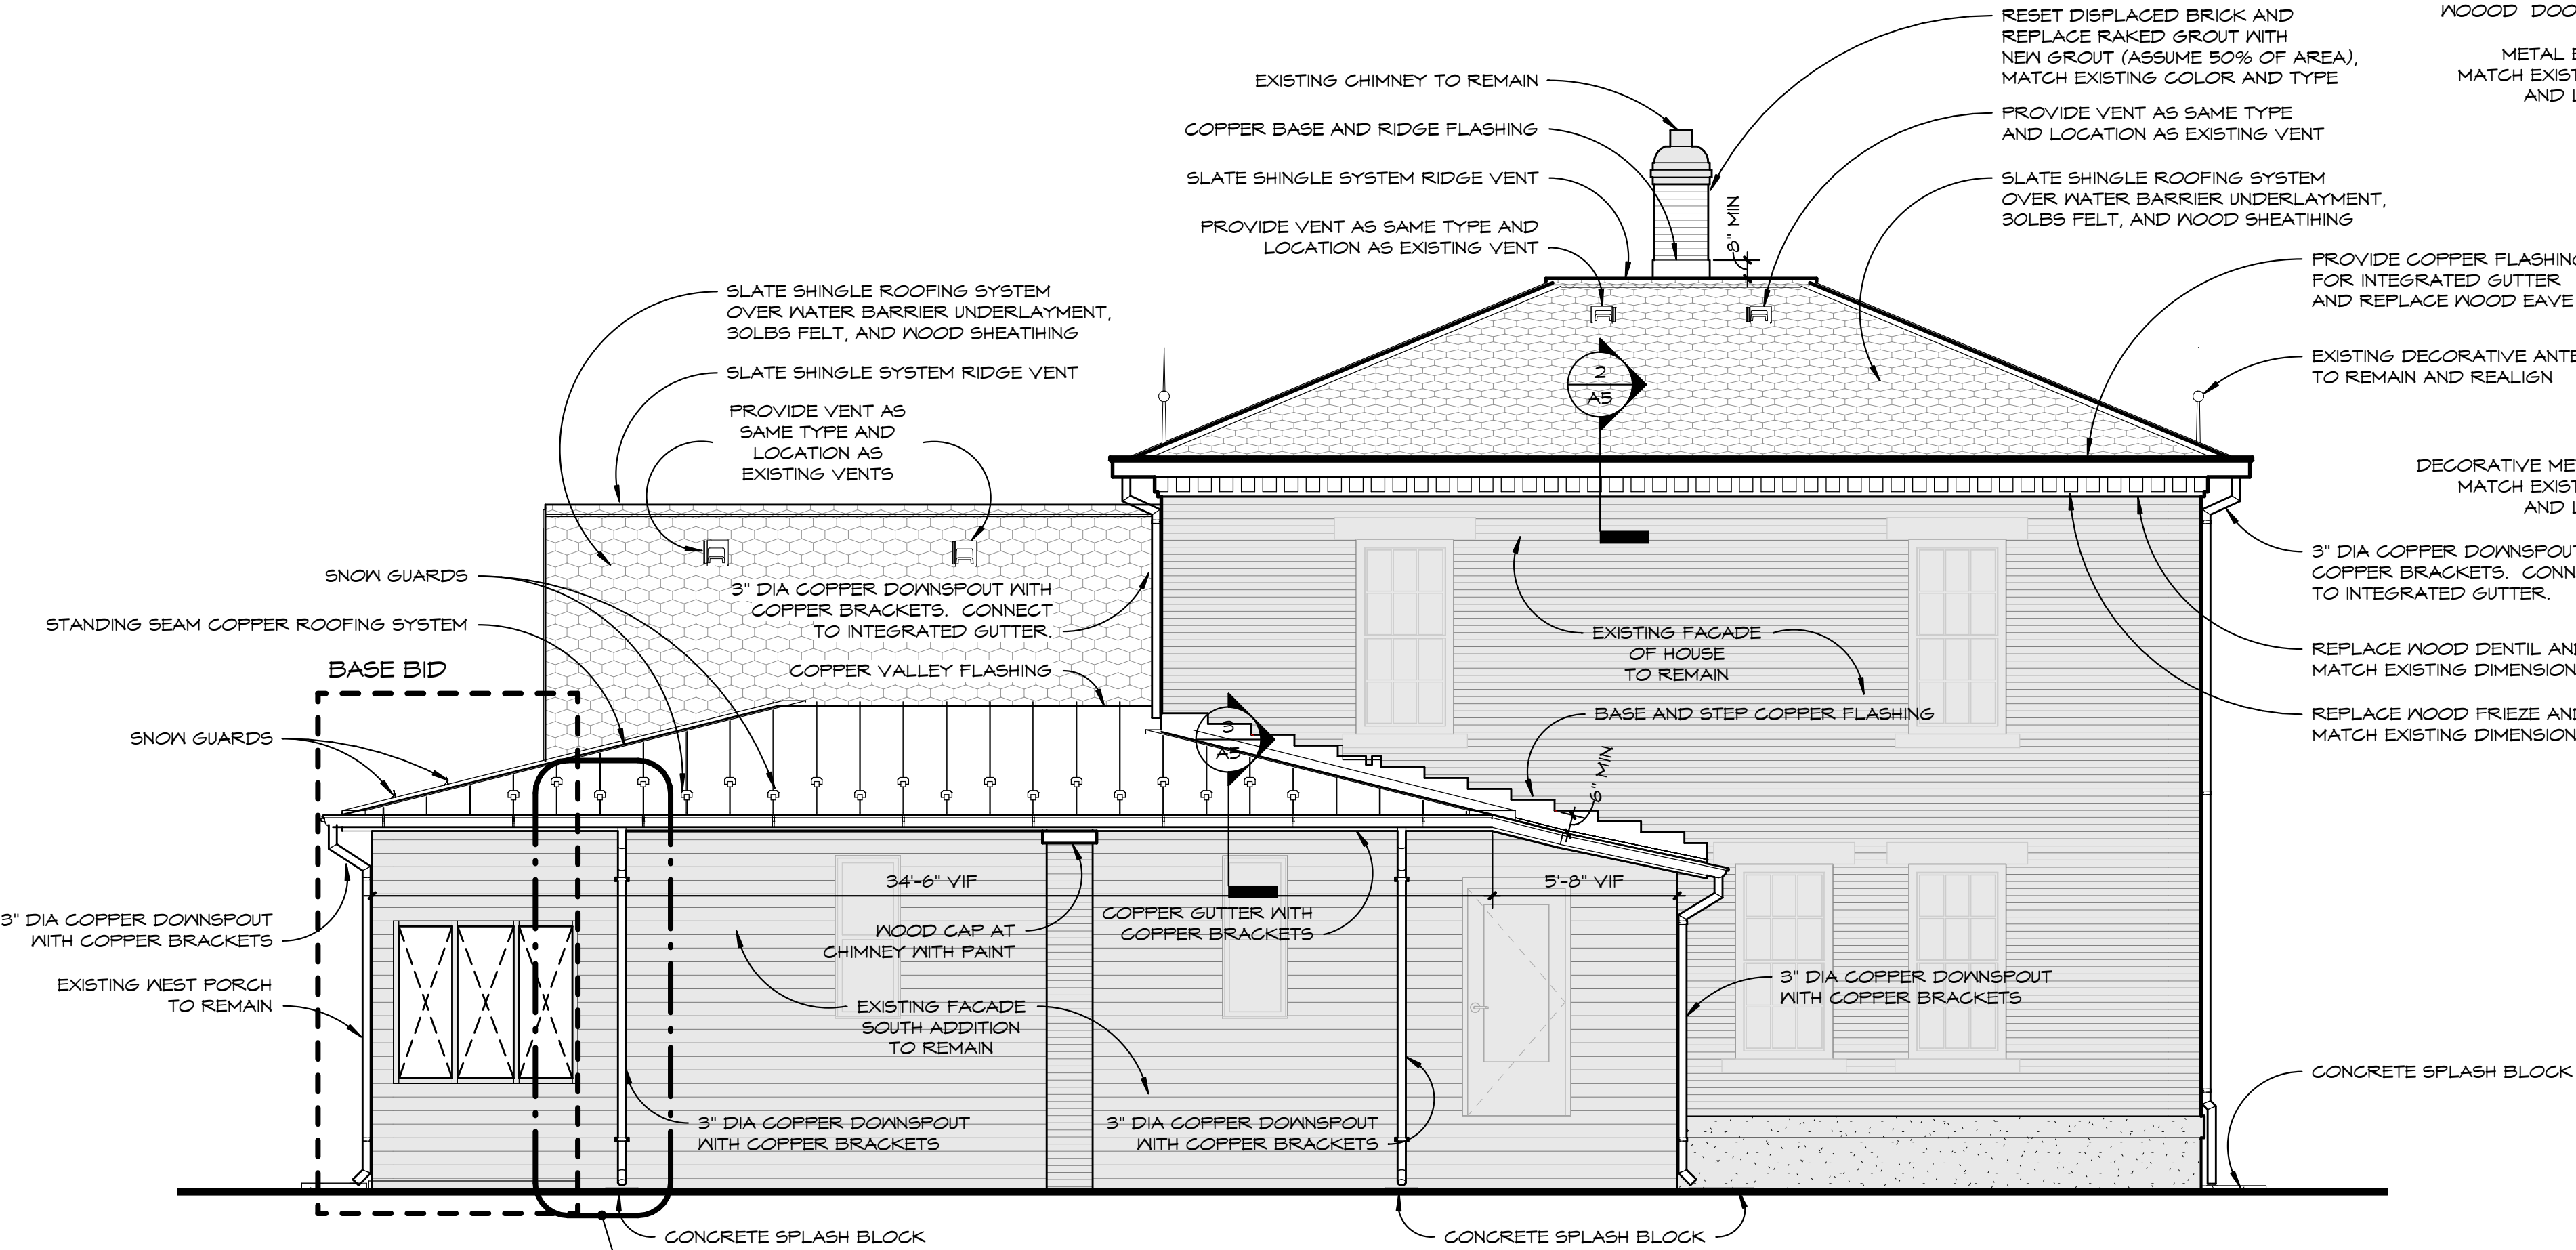 WOOOD
METAL
MATCH
AND
RESET DISPLACED BRICK AND
REPLACE RAKED GROUT WITH
NEW GROUT (ASSUME 50% OF AREA),
MATCH EXISTING COLOR AND TYPE
EXISTING CHIMNEY TO REMAIN
COPPER BASE AND RIDGE FLASHING
PROVIDE VENT AS SAME TYPE
AND LOCATION AS EXISTING VENT
SLATE SHINGLE SYSTEM RIDGE VENT
SLATE SHINGLE ROOFING SYSTEM
OVER WATER BARRIER UNDERLAYMENT,
30LBS FELT, AND WOOD SHEATIHING
PROVIDE VENT AS SAME TYPE AND
LOCATION AS EXISTING VENT
8" MIN
PROVIDE COPPER FLASHING
FOR INTEGRATED GUTTER
AND REPLACE WOOD EAVE
SLATE SHINGLE ROOFING SYSTEM
OVER WATER BARRIER UNDERLAYMENT,
30LBS FELT, AND WOOD SHEATIHING
SLATE SHINGLE SYSTEM RIDGE VENT
EXISTING DECORATIVE
TO REMAIN AND REALIGN
2
A5
PROVIDE VENT AS
SAME TYPE AND
LOCATION AS
EXISTING VENTS
DECORATIVE
MATCH
AND
3" DIA COPPER DOWNSPOUT
COPPER BRACKETS.
TO INTEGRATED GUTTER.
SNOW GUARDS
3" DIA COPPER DOWNSPOUT WITH
COPPER BRACKETS. CONNECT
TO INTEGRATED GUTTER.
STANDING SEAM COPPER ROOFING SYSTEM
EXISTING FACADE
OF HOUSE
TO REMAIN
BASE BID
COPPER VALLEY FLASHING
REPLACE WOOD DENTIL
MATCH EXISTING
BASE AND STEP COPPER FLASHING
REPLACE WOOD FRIEZE
MATCH EXISTING
SNOW GUARDS
3
A5
6" MIN
34'-6" VIF
5'-8" VIF
3" DIA COPPER DOWNSPOUT
WITH COPPER BRACKETS
WOOD CAP AT
CHIMNEY WITH PAINT
COPPER GUTTER WITH
COPPER BRACKETS
EXISTING WEST PORCH
TO REMAIN
3" DIA COPPER DOWNSPOUT
WITH COPPER BRACKETS
EXISTING FACADE
SOUTH ADDITION
TO REMAIN
CONCRETE SPLASH BLOCK
3" DIA COPPER DOWNSPOUT
WITH COPPER BRACKETS
3" DIA COPPER DOWNSPOUT
WITH COPPER BRACKETS
CONCRETE SPLASH BLOCK
CONCRETE SPLASH BLOCK